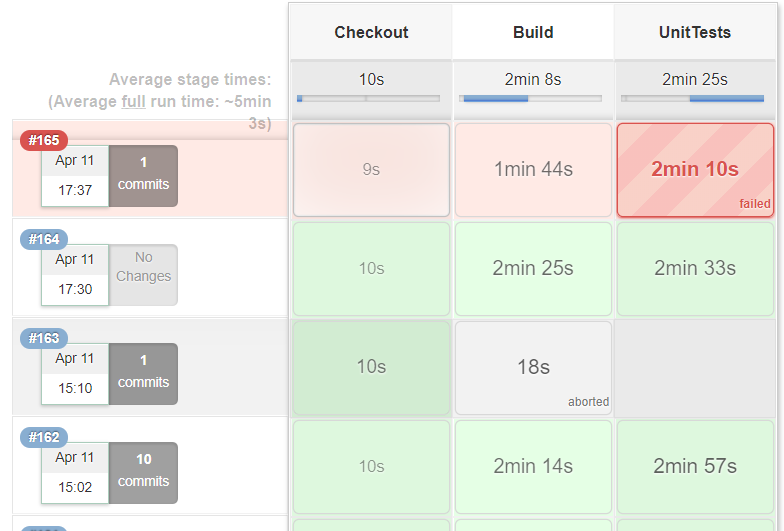 Checkout
Build
UnitTests
Average stage times:
(Average full run time: ~5min
3s)
10s
2min 8s
2min 25s
#165
Apr 11
17:37
1
commits
9s
1min 44s
2min 10s
failed
#164
Apr 11
17:30
No
Changes
10s
2min 25s
2min 33s
#163
Apr 11
15:10
1
commits
10s
18s
aborted
#162
Apr 11
15:02
10
commits
10s
2min 14s
2min 57s